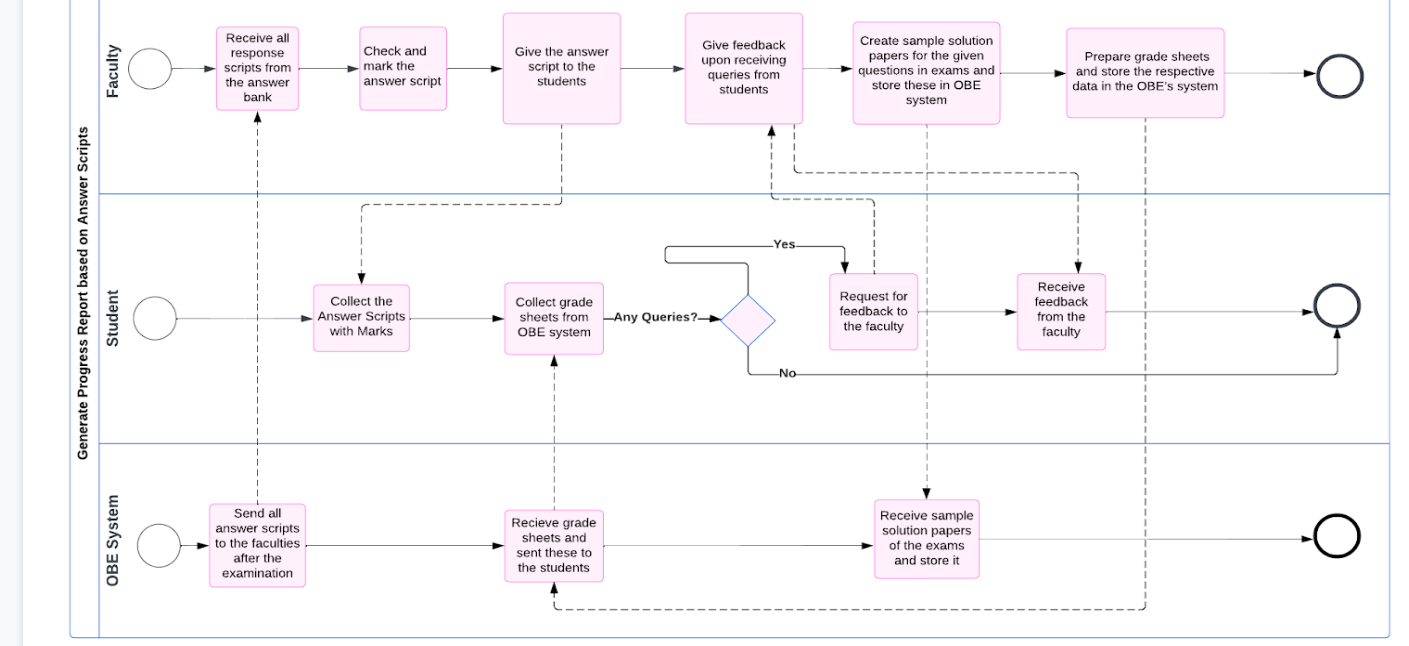 Generate Progress Report based on Answer Scripts
Faculty
Receive all
response
scripts from
the answer
bank
Check and
mark the
answer script
Give the answer
script to the
students
Give feedback
upon receiving
queries from
students
Create sample solution
papers for the given
questions in exams and
store these in OBE
system
Prepare grade sheets
and store the respective
data in the OBE's system
Student
Collect the
Answer Scripts
with Marks
Collect grade
sheets from
OBE system
Any Queries?
Yes
No
Request for
feedback to
the faculty
Receive
feedback
from the
faculty
OBE System
Send all
answer scripts
to the faculties
after the
examination
Recieve grade
sheets and
sent these to
the students
Receive sample
solution papers
of the exams
and store it